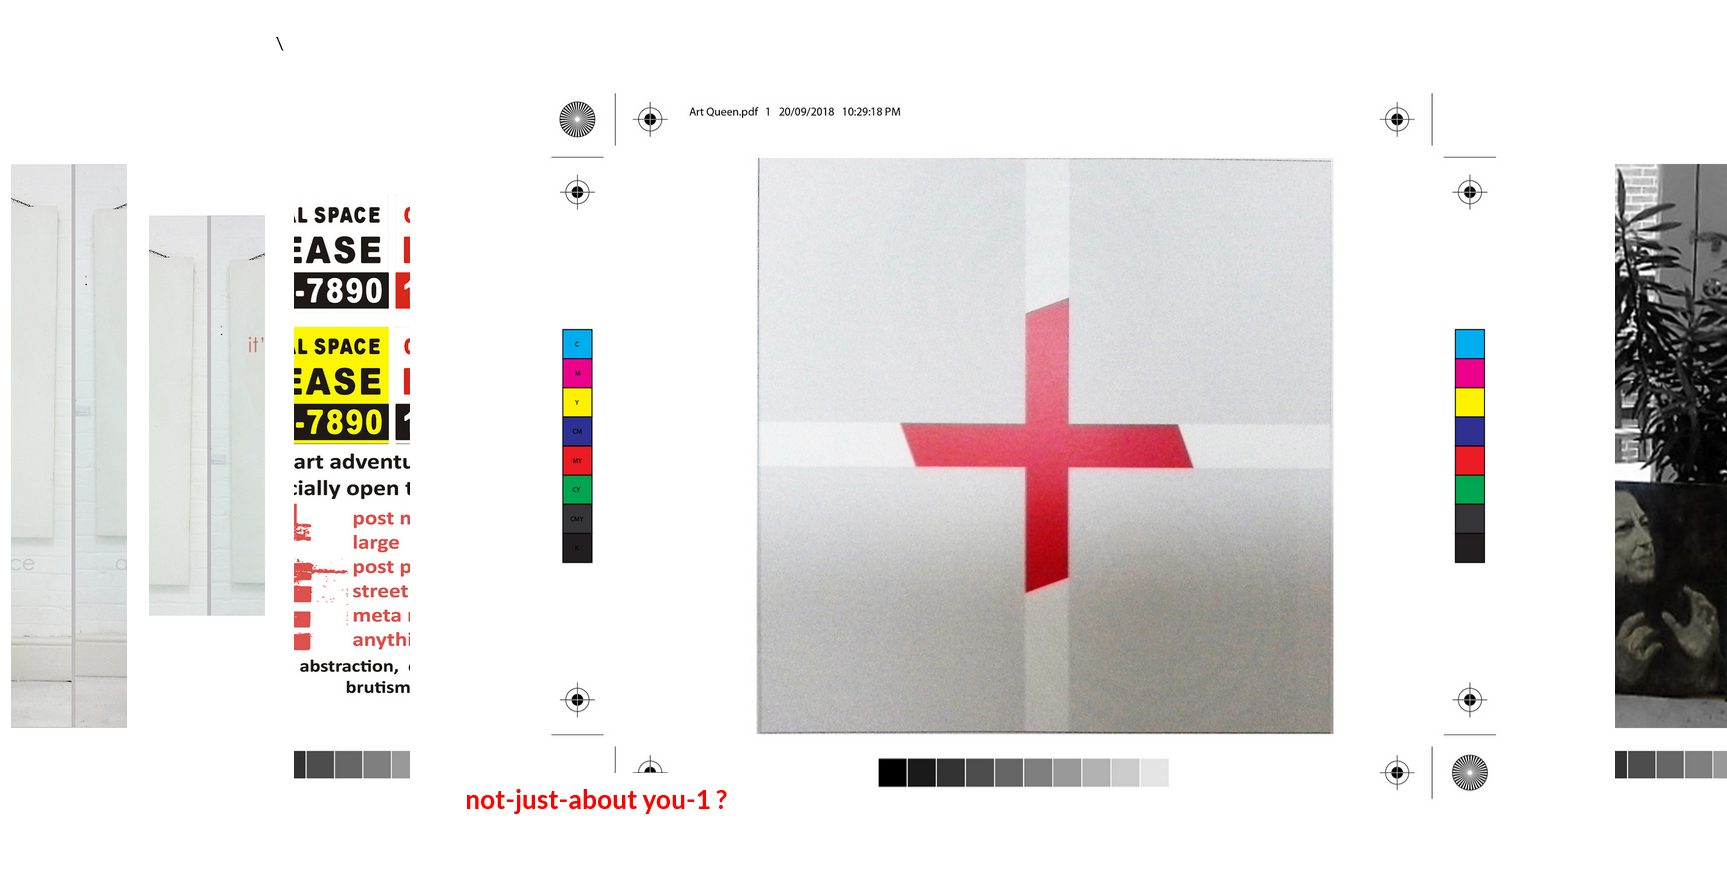 \
Art Queen.pdf 1 20/09/2018 10:29:18 PM
AL SPACE
EASE
-7890
AL SPACE
EASE
-7890
it'
art adventu
cially open t
post m
large
post p
street
meta
anythi
abstraction,
brutism
ce
a
C
M
Y
CM
MY
CY
CMY
K
not-just-about you-1 ?